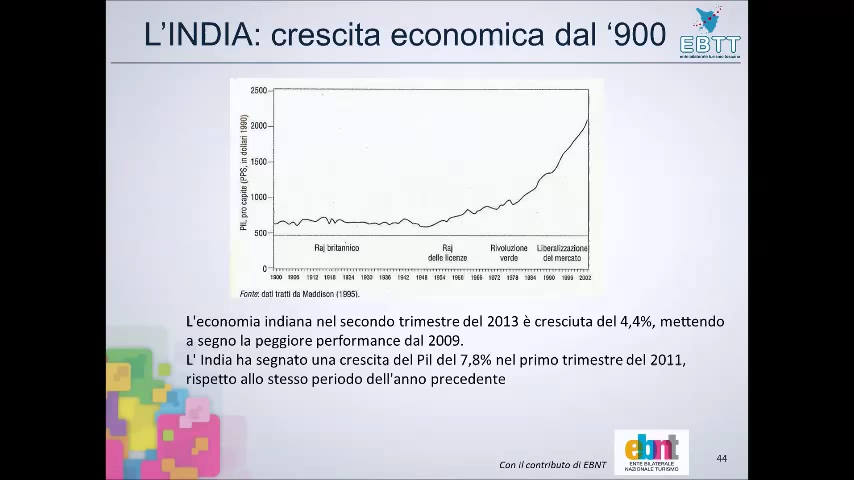 L'INDIA: crescita economica dal ‘900
EBTT
ente bilaterale turismo toscano
2500
2000
1500
1000
500
0
PIL pro capite (PPS, in dollari 1990)
Raj britannico
Raj
delle licenze
Rivoluzione
verde
Liberalizzazione
del mercato
1900 1906 1912 1918 1924 1930 1936 1942 1948 1954 1960 1966 1972 1978 1984 1990 1996 2002
Fonte: dati tratti da Maddison (1995).
L'economia indiana nel secondo trimestre del 2013 è cresciuta del 4,4%, mettendo
a segno la peggiore performance dal 2009.
L' India ha segnato una crescita del Pil del 7,8% nel primo trimestre del 2011,
rispetto allo stesso periodo dell'anno precedente
Con il contributo di EBNT
ebnt
ENTE BILATERALE
NAZIONALE TURISMO
44